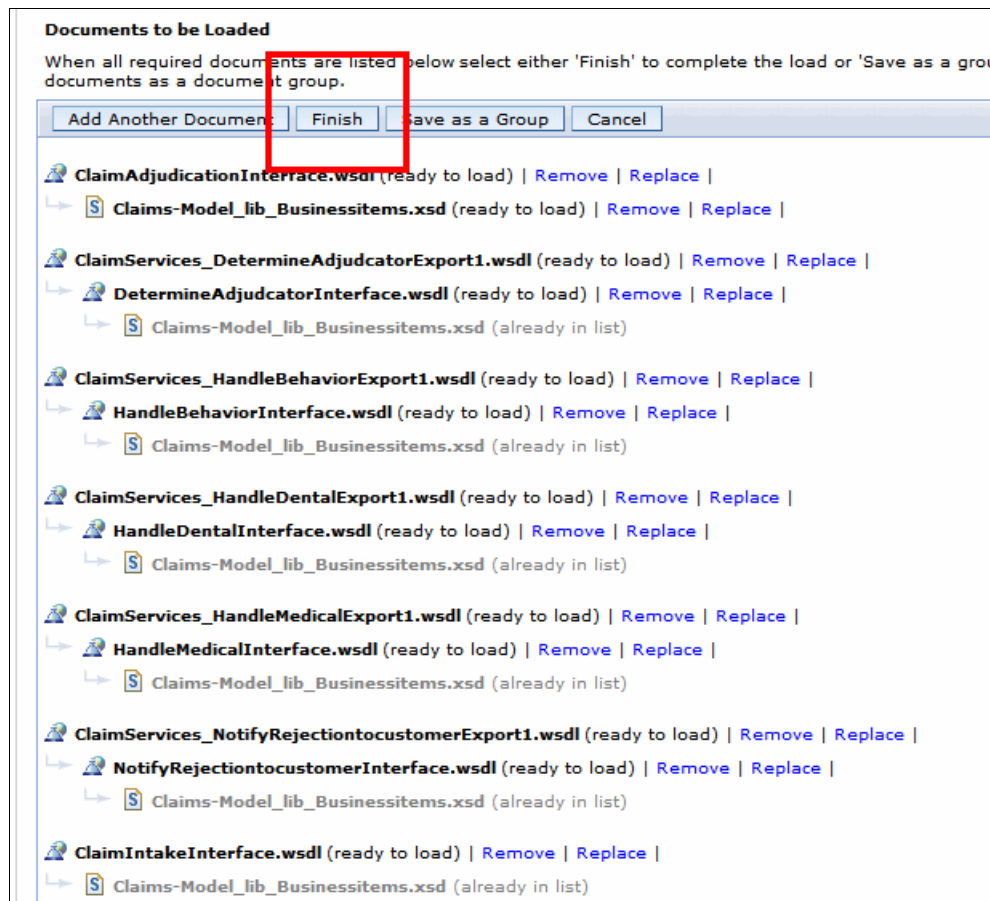 Documents to be Loaded
When all required documents are listed below select either 'Finish' to complete the load or 'Save as a grou
documents as a document group.
Add Another Document Finish Save as a Group Cancel
ClaimAdjudicationInterface.wsdl (ready to load) | Remove | Replace |
Claims-Model_lib_Businessitems.xsd (ready to load) | Remove | Replace |
ClaimServices_DetermineAdjudcatorExport1.wsdl (ready to load) | Remove | Replace |
DetermineAdjudcatorInterface.wsdl (ready to load) | Remove | Replace |
Claims-Model_lib_Businessitems.xsd (already in list)
ClaimServices_HandleBehaviorExport1.wsdl (ready to load) | Remove | Replace |
HandleBehaviorInterface.wsdl (ready to load) | Remove | Replace |
Claims-Model_lib_Businessitems.xsd (already in list)
ClaimServices_HandleDentalExport1.wsdl (ready to load) | Remove | Replace |
HandleDentalInterface.wsdl (ready to load) | Remove | Replace |
Claims-Model_lib_Businessitems.xsd (already in list)
ClaimServices_HandleMedicalExport1.wsdl (ready to load) | Remove | Replace |
HandleMedicalInterface.wsdl (ready to load) | Remove | Replace |
Claims-Model_lib_Businessitems.xsd (already in list)
ClaimServices_NotifyRejectiontocustomerExport1.wsdl (ready to load) | Remove | Replace |
NotifyRejectiontocustomerInterface.wsdl (ready to load) | Remove | Replace |
Claims-Model_lib_Businessitems.xsd (already in list)
ClaimIntakeInterface.wsdl (ready to load) | Remove | Replace |
Claims-Model_lib_Businessitems.xsd (already in list)